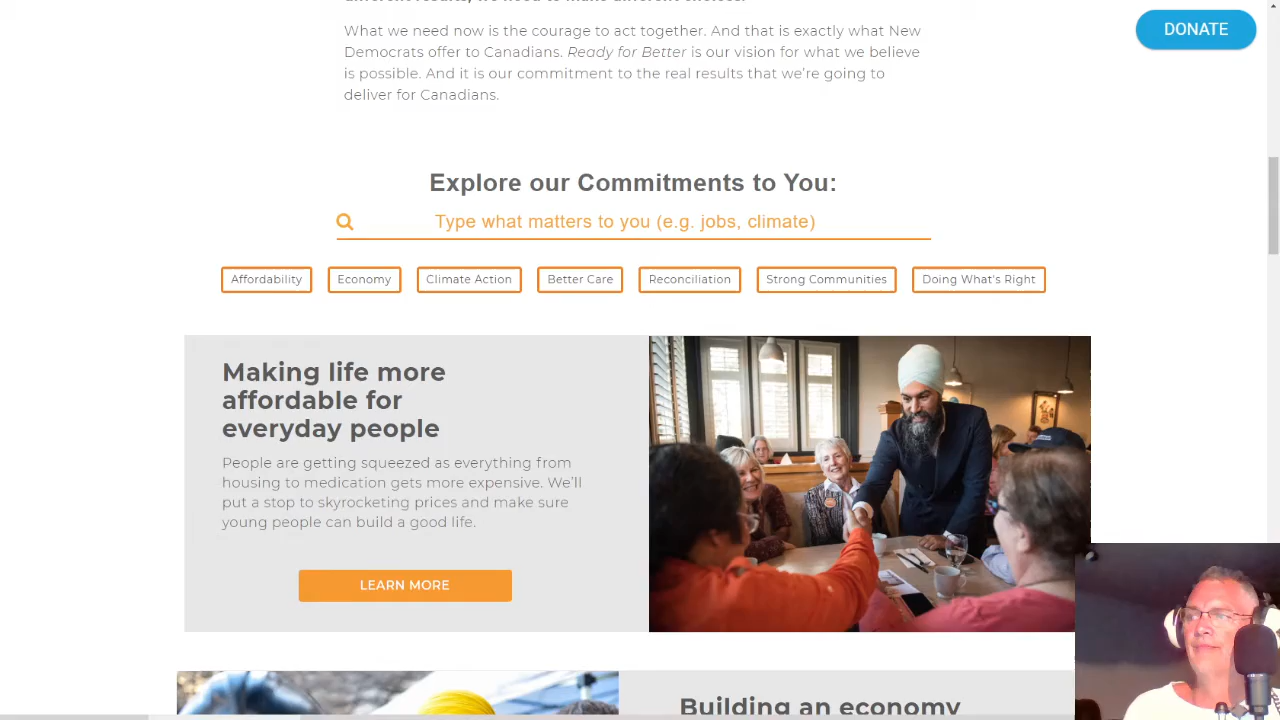 DONATE
What we need now is the courage to act together. And that is exactly what New
Democrats offer to Canadians. Ready for Better is our vision for what we believe
is possible. And it is our commitment to the real results that we're going to
deliver for Canadians.
Explore our Commitments to You:
Type what matters to you (e.g. jobs, climate)
Affordability Economy Climate Action Better Care Reconciliation Strong Communities Doing What's Right
Making life more
affordable for
everyday people
People are getting squeezed as everything from
housing to medication gets more expensive. We'll
put a stop to skyrocketing prices and make sure
young people can build a good life.
LEARN MORE
Building an economy